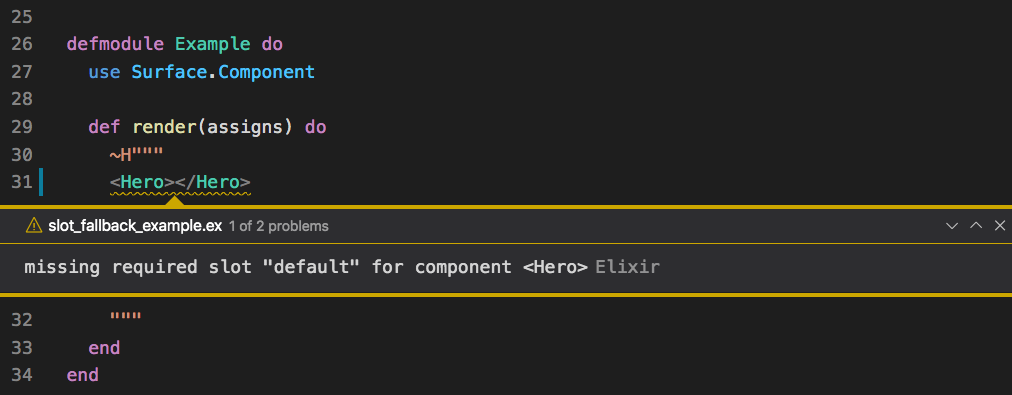 25
26 defmodule Example do
27 use Surface.Component
28
29 def render(assigns) do
30 ~H"""
31 <Hero></Hero>
slot_fallback_example.ex 1 of 2 problems
missing required slot "default" for component <Hero> Elixir
32 """
33 end
34 end